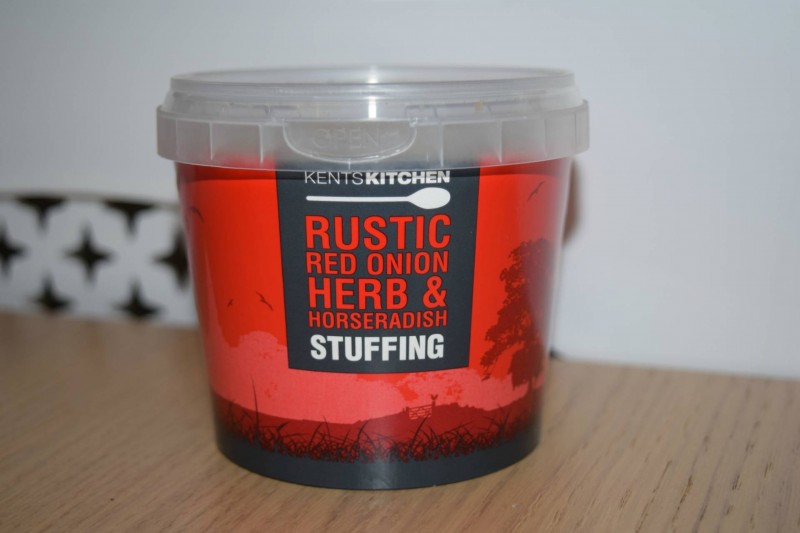 OPEN
KENTSKITCHEN
RUSTIC
RED ONION
HERB &
HORSERADISH
STUFFING